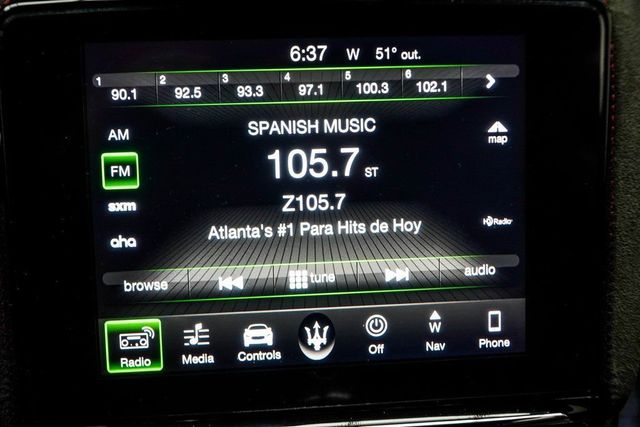 6:37 W 51° out.
1 2 3 4 5 6
90.1 92.5 93.3 97.1 100.3 102.1
AM SPANISH MUSIC map
FM 105.7 ST
sxm Z105.7
aha Atlanta's #1 Para Hits de Hoy HD Radio
browse tune audio
Radio Media Controls Off W Nav Phone